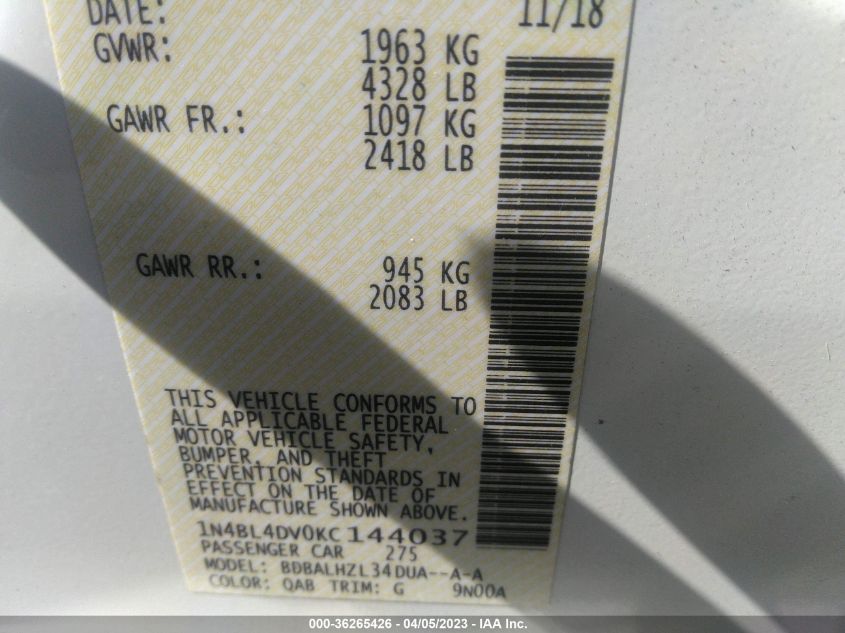 DATE: 11/18
GVWR: 1963 KG
4328 LB
GAWR FR.: 1097 KG
2418 LB
GAWR RR.: 945 KG
2083 LB
THIS VEHICLE CONFORMS TO
ALL APPLICABLE FEDERAL
MOTOR VEHICLE SAFETY,
BUMPER, AND THEFT
PREVENTION STANDARDS IN
EFFECT ON THE DATE OF
MANUFACTURE SHOWN ABOVE.
1N4BL4DV0KC144037
PASSENGER CAR 275
MODEL: BDBALHZL34DUA--A-A
COLOR: QAB TRIM: G 9N00A
000-36265426 - 04/05/2023 - IAA Inc.